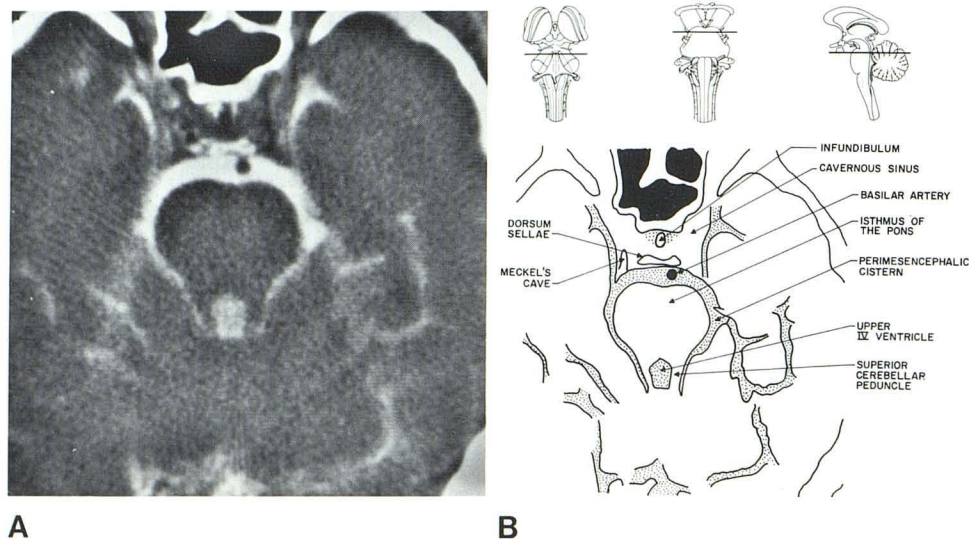 INFUNDIBULUM
CAVERNOUS SINUS
BASILAR ARTERY
ISTHMUS OF
THE PONS
PERIMESENCEPHALIC
CISTERN
UPPER
IV VENTRICLE
SUPERIOR
CEREBELLAR
PEDUNCLE
DORSUM
SELLAE
MECKEL'S
CAVE
A
B